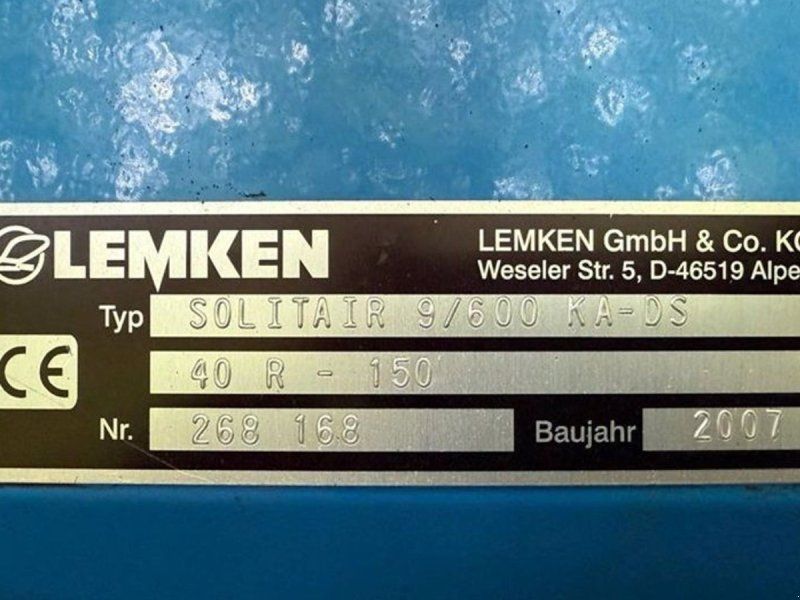 LEMKEN
LEMKEN GmbH & Co. KG
Weseler Str. 5, D-46519 Alpe
Typ SOLITAIR 9/600 KA-DS
40 R - 150
CE
Nr. 268 168 Baujahr 2007